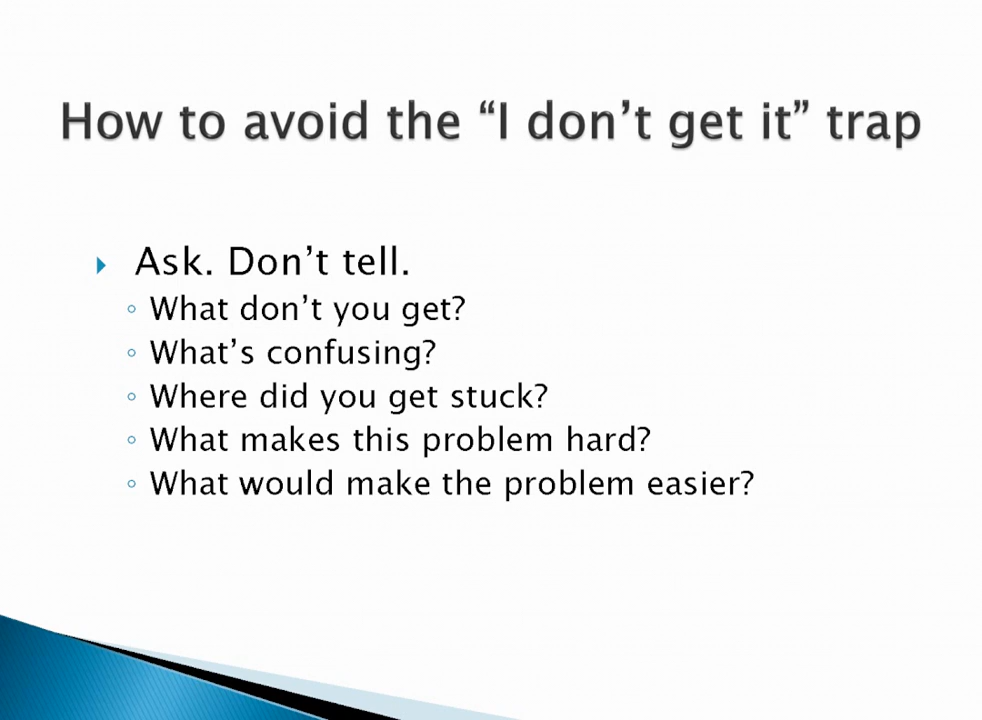 How to avoid the “I don’t get it” trap
Ask. Don’t tell.
What don’t you get?
What’s confusing?
Where did you get stuck?
What makes this problem hard?
What would make the problem easier?